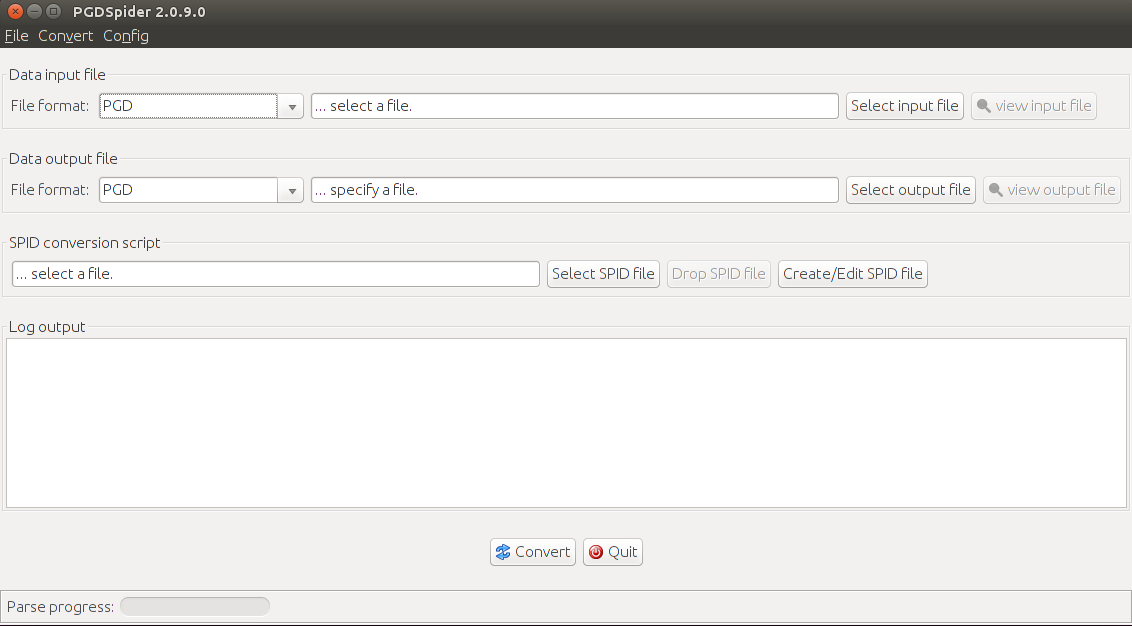 PGDSpider 2.0.9.0
File Convert Config
Data input file
File format: PGD ... select a file. Select input file view input file
Data output file
File format: PGD ... specify a file. Select output file view output file
SPID conversion script
... select a file. Select SPID file Drop SPID file Create/Edit SPID file
Log output
Convert Quit
Parse progress: